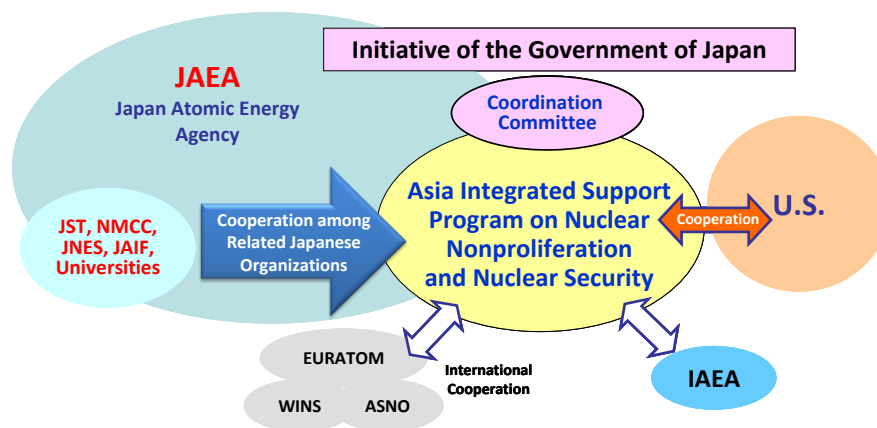 Initiative of the Government of Japan
JAEA
Japan Atomic Energy
Agency
Coordination
Committee
JST, NMCC,
JNES, JAIF,
Universities
Cooperation among
Related Japanese
Organizations
Asia Integrated Support
Program on Nuclear
Nonproliferation
and Nuclear Security
Cooperation
U.S.
EURATOM
WINS
ASNO
International
Cooperation
IAEA